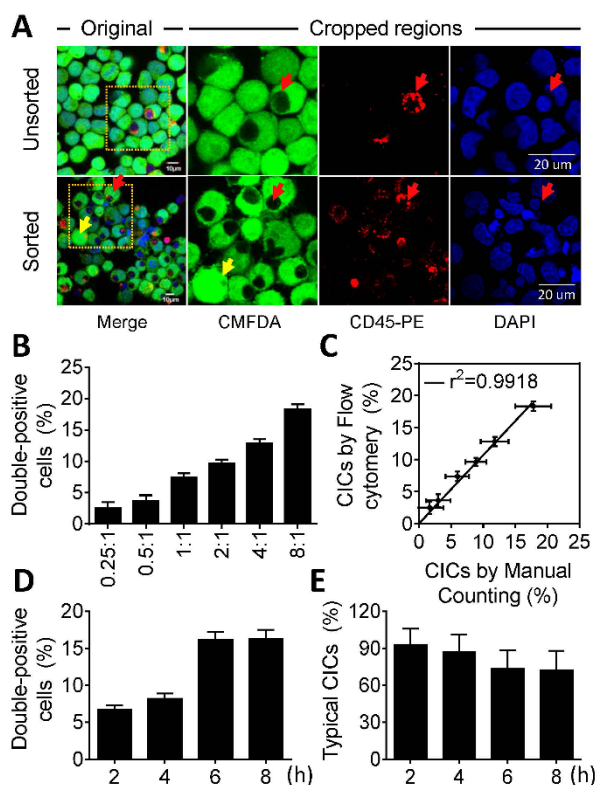 A
Original
Cropped regions
Unsorted
10μm
20 um
Sorted
10μm
20 um
Merge
CMFDA
CD45-PE
DAPI
B
Double-positive
cells (%)
25
20
15
10
5
0
0.25:1
0.5:1
1:1
2:1
4:1
8:1
C
CICs by Flow
cytomery (%)
25
20
15
10
5
0
r²=0.9918
0
5
10
15
20
25
CICs by Manual
Counting (%)
D
Double-positive
cells (%)
20
15
10
5
0
2
4
6
8
(h)
E
Typical CICs (%)
120
90
60
30
0
2
4
6
8
(h)